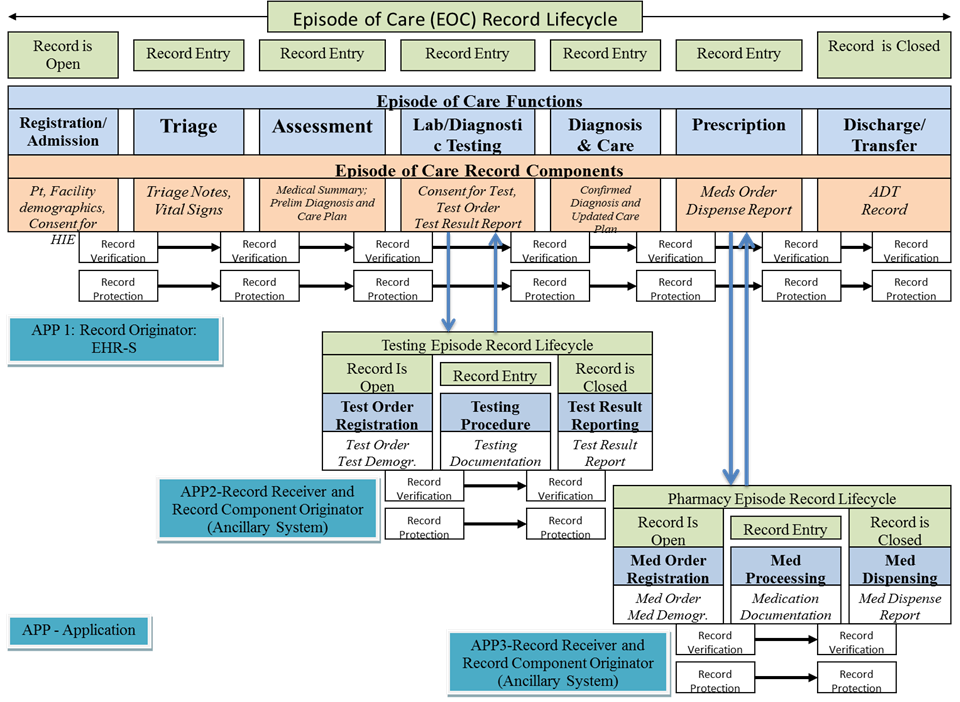 Episode of Care (EOC) Record Lifecycle
Record is
Open
Record Entry
Record Entry
Record Entry
Record Entry
Record Entry
Record is Closed
Episode of Care Functions
Registration/
Admission
Triage
Assessment
Lab/Diagnosti
c Testing
Diagnosis
& Care
Prescription
Discharge/
Transfer
Episode of Care Record Components
Pt, Facility
demographics,
Consent for
HIE
Triage Notes,
Vital Signs
Medical Summary;
Prelim Diagnosis and
Care Plan
Consent for Test,
Test Order
Test Result Report
Confirmed
Diagnosis and
Updated Care
Plan
Meds Order
Dispense Report
ADT
Record
Record
Verification
Record
Verification
Record
Verification
Record
Verification
Record
Verification
Record
Verification
Record
Verification
Record
Protection
Record
Protection
Record
Protection
Record
Protection
Record
Protection
Record
Protection
Record
Protection
APP 1: Record Originator:
EHR-S
Testing Episode Record Lifecycle
Record Is
Open
Record Entry
Record is
Closed
Test Order
Registration
Testing
Procedure
Test Result
Reporting
Test Order
Test Demogr.
Testing
Documentation
Test Result
Report
Record
Verification
Record
Verification
Record
Protection
Record
Protection
APP2-Record Receiver and
Record Component Originator
(Ancillary System)
Pharmacy Episode Record Lifecycle
Record Is
Open
Record Entry
Record is
Closed
Med Order
Registration
Med
Proceessing
Med
Dispensing
Med Order
Med Demogr.
Medication
Documentation
Med Dispense
Report
APP - Application
APP3-Record Receiver and
Record Component Originator
(Ancillary System)
Record
Verification
Record
Verification
Record
Protection
Record
Protection